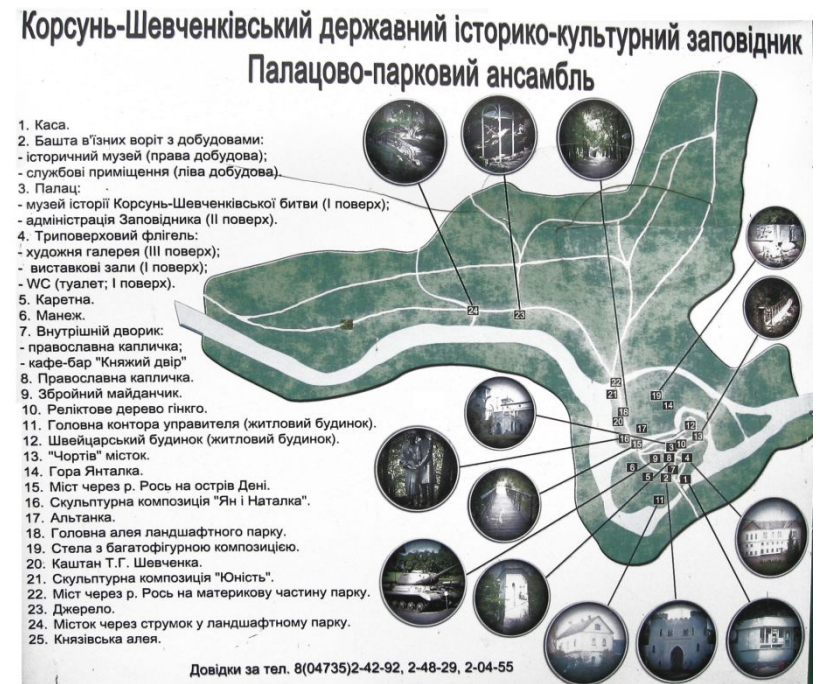 Корсунь-Шевченківський державний історико-культурний заповідник
Палацово-парковий ансамбль
1. Каса.
2. Башта в'їзних воріт з добудовами:
- історичний музей (права добудова);
- службові приміщення (ліва добудова).
3. Палац:
- музей історії Корсунь-Шевченківської битви (І поверх);
- адміністрація Заповідника (ІІ поверх).
4. Триповерховий флігель:
- художня галерея (ІІІ поверх);
- виставкові зали (І поверх);
- WC (туалет; І поверх).
5. Каретна.
6. Манеж.
7. Внутрішній дворик:
- православна капличка;
- кафе-бар "Княжий двір"
8. Православна капличка.
9. Збройний майданчик.
10. Реліктове дерево гінкго.
11. Головна контора управителя (житловий будинок).
12. Швейцарський будинок (житловий будинок).
13. "Чортів" місток.
14. Гора Янталка.
15. Міст через р. Рось на острів Дені.
16. Скульптурна композиція "Ян і Наталка".
17. Альтанка.
18. Головна алея ландшафтного парку.
19. Стела з багатофігурною композицією.
20. Каштан Т.Г. Шевченка.
21. Скульптурна композиція "Юність".
22. Міст через р. Рось на материкову частину парку.
23. Джерело.
24. Місток через струмок у ландшафтному парку.
25. Князівська алея.
Довідки за тел. 8(04735)2-42-92, 2-48-29, 2-04-55
24
23
22
21
19
14
16
20
17
12
13
16
15
3
10
9
8
4
6
7
5
2
1
11